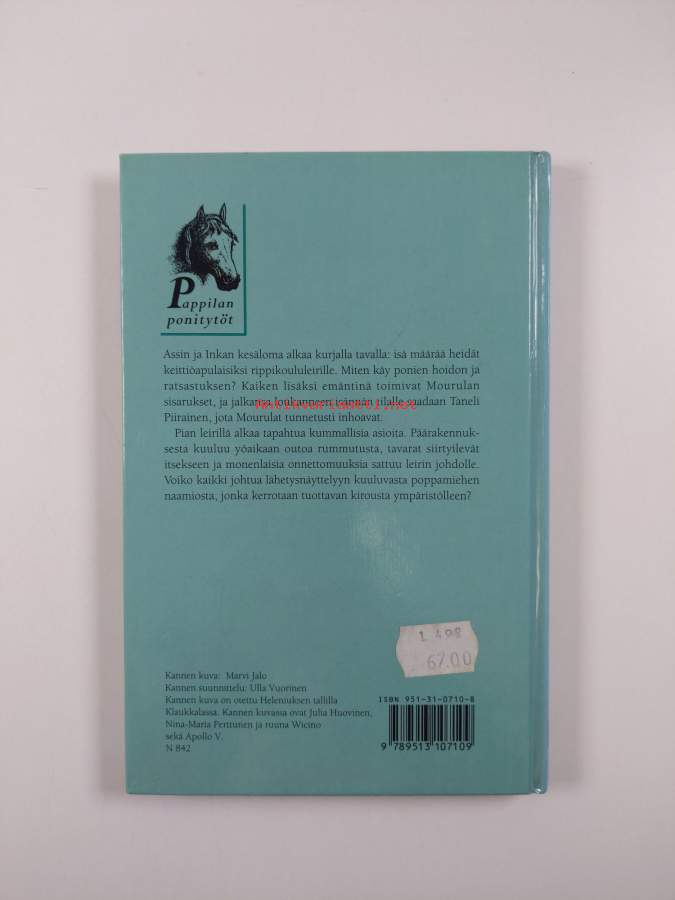 Pappilan
ponitytöt
Assin ja Inkan kesäloma alkaa kurjalla tavalla: isä määrää heidät
keittiöapulaisiksi rippikoululeirille. Miten käy ponien hoidon ja
ratsastuksen? Kaiken lisäksi emäntinä toimivat Mourulan
sisarukset, ja jalkansa loukanneen isännän tilalle saadaan Taneli
antikvariaatti.net
Piirainen, jota Mourulat tunnetusti inhoavat.
Pian leirillä alkaa tapahtua kummallisia asioita. Päärakennuk-
sesta kuuluu yöaikaan outoa rummutusta, tavarat siirtyilevät
itsekseen ja monenlaisia onnettomuuksia sattuu leirin johdolle.
Voiko kaikki johtua lähetysnäyttelyyn kuuluvasta poppamiehen
naamiosta, jonka kerrotaan tuottavan kirousta ympäristölleen?
1 498
67.00
Kannen kuva: Marvi Jalo
Kannen suunnittelu: Ulla Vuorinen
Kannen kuva on otettu Heleniuksen tallilla
Klaukkalassa. Kannen kuvassa ovat Julia Huovinen,
Nina-Maria Perttunen ja ruuna Wicino
sekä Apollo V.
N 842
ISBN 951-31-0710-8
9 789513 107109